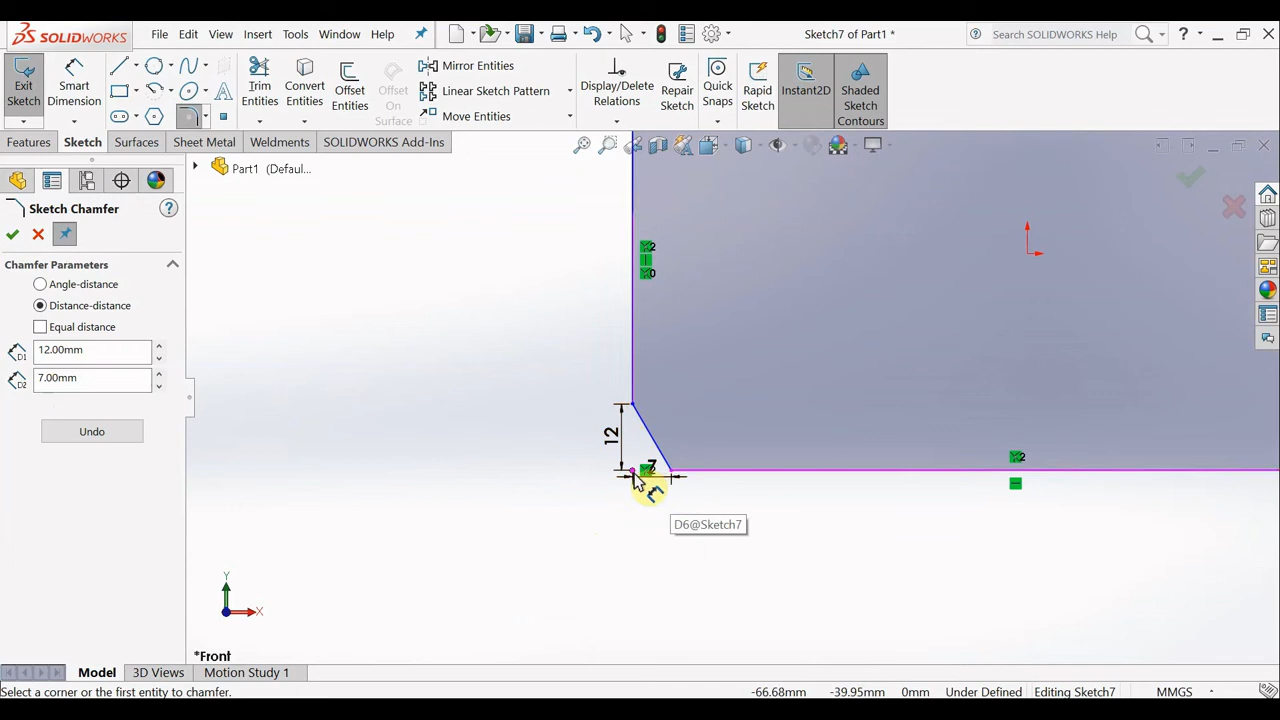 SOLIDWORKS File Edit View Insert Tools Window Help Sketch7 of Part1 * Search SOLIDWORKS Help ?
Exit Sketch
Smart Dimension
Trim Entities
Convert Entities
Offset Entities
Offset On Surface
Mirror Entities
Linear Sketch Pattern
Move Entities
Display/Delete Relations
Repair Sketch
Quick Snaps
Rapid Sketch
Instant2D
Shaded Sketch Contours
Features Sketch Surfaces Sheet Metal Weldments SOLIDWORKS Add-Ins
Part1 (Defaul...
Sketch Chamfer ?
Chamfer Parameters
Angle-distance
Distance-distance
Equal distance
D1 12.00mm
D2 7.00mm
Undo
2
0
12
7
2
D6@Sketch7
Y
X
*Front
Model 3D Views Motion Study 1
Select a corner or the first entity to chamfer. -66.68mm -39.95mm 0mm Under Defined Editing Sketch7 MMGS